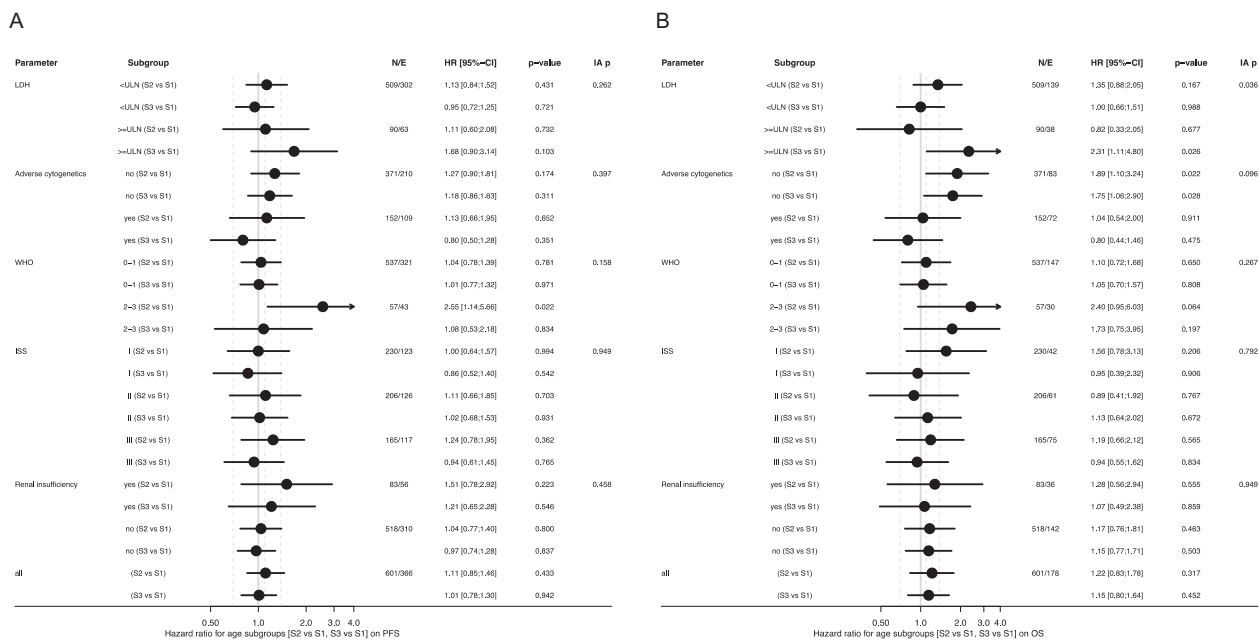 A
Parameter Subgroup N/E HR [95%−CI] p−value IA p
LDH <ULN (S2 vs S1) 509/302 1.13 [0.84;1.52] 0.431 0.262
<ULN (S3 vs S1) 0.95 [0.72;1.25] 0.721
>=ULN (S2 vs S1) 90/63 1.11 [0.60;2.08] 0.732
>=ULN (S3 vs S1) 1.68 [0.90;3.14] 0.103
Adverse cytogenetics no (S2 vs S1) 371/210 1.27 [0.90;1.81] 0.174 0.397
no (S3 vs S1) 1.18 [0.86;1.63] 0.311
yes (S2 vs S1) 152/109 1.13 [0.66;1.95] 0.652
yes (S3 vs S1) 0.80 [0.50;1.28] 0.351
WHO 0−1 (S2 vs S1) 537/321 1.04 [0.78;1.39] 0.781 0.158
0−1 (S3 vs S1) 1.01 [0.77;1.32] 0.971
2−3 (S2 vs S1) 57/43 2.55 [1.14;5.66] 0.022
2−3 (S3 vs S1) 1.08 [0.53;2.18] 0.834
ISS I (S2 vs S1) 230/123 1.00 [0.64;1.57] 0.994 0.949
I (S3 vs S1) 0.86 [0.52;1.40] 0.542
II (S2 vs S1) 206/126 1.11 [0.66;1.85] 0.703
II (S3 vs S1) 1.02 [0.68;1.53] 0.931
III (S2 vs S1) 165/117 1.24 [0.78;1.95] 0.362
III (S3 vs S1) 0.94 [0.61;1.45] 0.765
Renal insufficiency yes (S2 vs S1) 83/56 1.51 [0.78;2.92] 0.223 0.458
yes (S3 vs S1) 1.21 [0.65;2.28] 0.546
no (S2 vs S1) 518/310 1.04 [0.77;1.40] 0.800
no (S3 vs S1) 0.97 [0.74;1.28] 0.837
all (S2 vs S1) 601/366 1.11 [0.85;1.46] 0.433
(S3 vs S1) 1.01 [0.78;1.30] 0.942
0.50 1.0 2.0 3.0 4.0
Hazard ratio for age subgroups [S2 vs S1, S3 vs S1] on PFS
B
Parameter Subgroup N/E HR [95%−CI] p−value IA p
LDH <ULN (S2 vs S1) 509/139 1.35 [0.88;2.05] 0.167 0.036
<ULN (S3 vs S1) 1.00 [0.66;1.51] 0.988
>=ULN (S2 vs S1) 90/38 0.82 [0.33;2.05] 0.677
>=ULN (S3 vs S1) 2.31 [1.11;4.80] 0.026
Adverse cytogenetics no (S2 vs S1) 371/83 1.89 [1.10;3.24] 0.022 0.096
no (S3 vs S1) 1.75 [1.06;2.90] 0.028
yes (S2 vs S1) 152/72 1.04 [0.54;2.00] 0.911
yes (S3 vs S1) 0.80 [0.44;1.46] 0.475
WHO 0−1 (S2 vs S1) 537/147 1.10 [0.72;1.68] 0.650 0.267
0−1 (S3 vs S1) 1.05 [0.70;1.57] 0.808
2−3 (S2 vs S1) 57/30 2.40 [0.95;6.03] 0.064
2−3 (S3 vs S1) 1.73 [0.75;3.95] 0.197
ISS I (S2 vs S1) 230/42 1.56 [0.78;3.13] 0.206 0.792
I (S3 vs S1) 0.95 [0.39;2.32] 0.906
II (S2 vs S1) 206/61 0.89 [0.41;1.92] 0.767
II (S3 vs S1) 1.13 [0.64;2.02] 0.672
III (S2 vs S1) 165/75 1.19 [0.66;2.12] 0.565
III (S3 vs S1) 0.94 [0.55;1.62] 0.834
Renal insufficiency yes (S2 vs S1) 83/36 1.28 [0.56;2.94] 0.555 0.949
yes (S3 vs S1) 1.07 [0.49;2.38] 0.859
no (S2 vs S1) 518/142 1.17 [0.76;1.81] 0.463
no (S3 vs S1) 1.15 [0.77;1.71] 0.503
all (S2 vs S1) 601/178 1.22 [0.83;1.78] 0.317
(S3 vs S1) 1.15 [0.80;1.64] 0.452
0.50 1.0 2.0 3.0 4.0
Hazard ratio for age subgroups [S2 vs S1, S3 vs S1] on OS